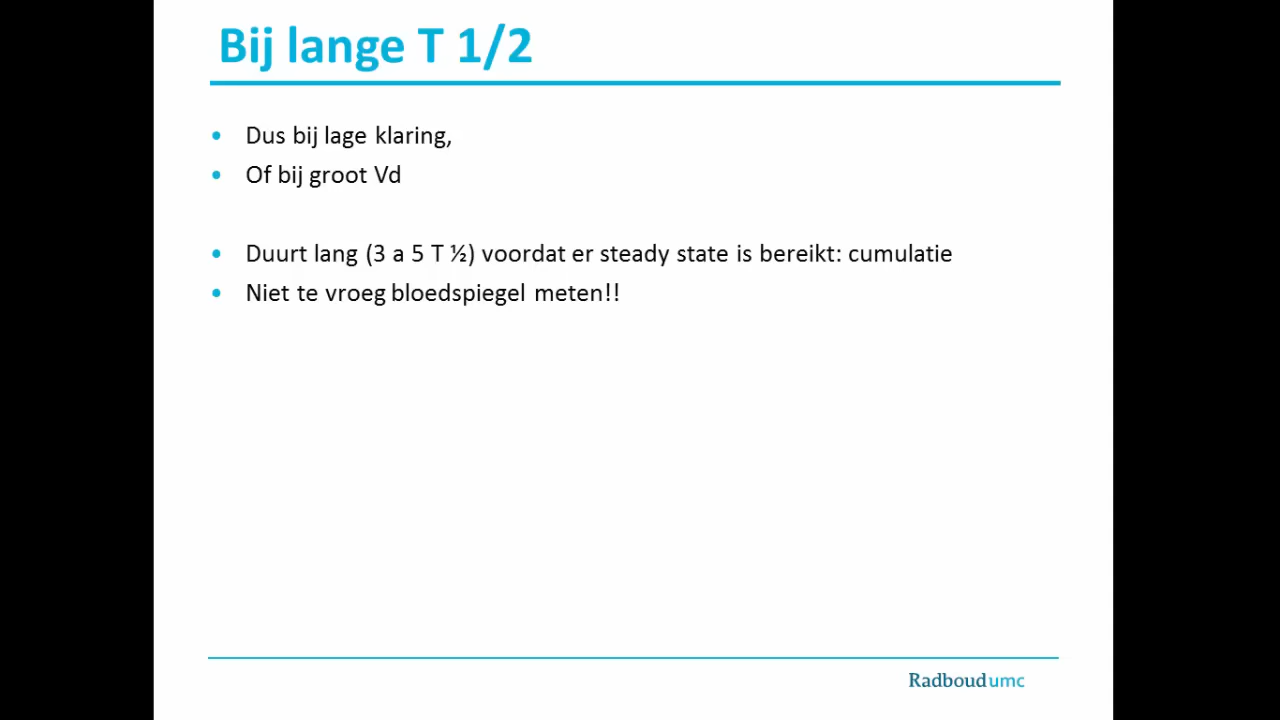 Bij lange T 1/2
• Dus bij lage klaring,
• Of bij groot Vd
• Duurt lang (3 a 5 T ½) voordat er steady state is bereikt: cumulatie
• Niet te vroeg bloedspiegel meten!!
Radboudumc